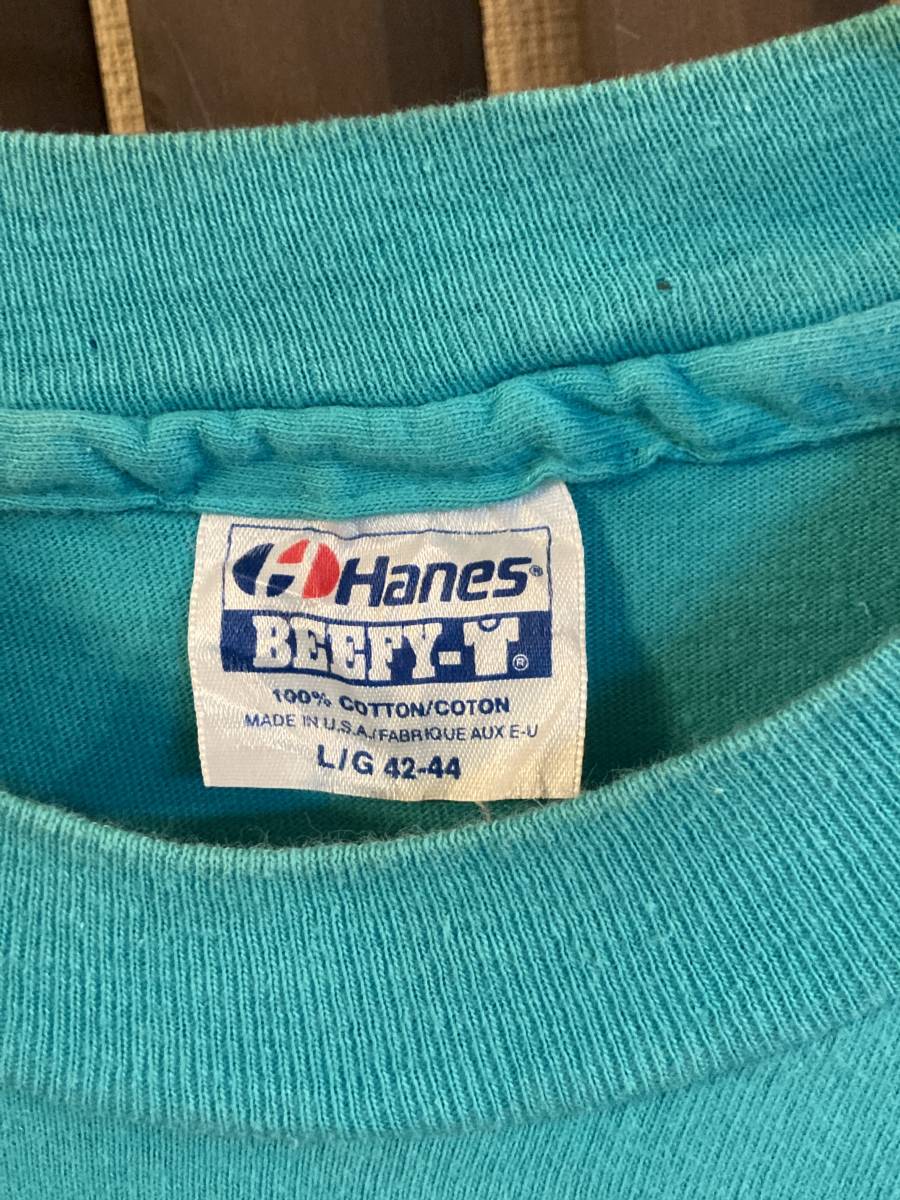 Hanes®
BEEFY-T®
100% COTTON/COTON
MADE IN U.S.A./FABRIQUE AUX E-U
L/G 42-44